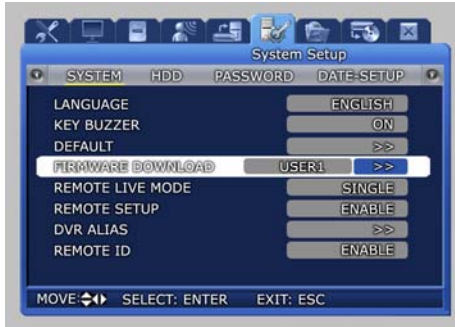 System Setup
SYSTEM HDD PASSWORD DATE-SETUP
LANGUAGE ENGLISH
KEY BUZZER ON
DEFAULT >>
FIRMWARE DOWNLOAD USER1 >>
REMOTE LIVE MODE SINGLE
REMOTE SETUP ENABLE
DVR ALIAS >>
REMOTE ID ENABLE
MOVE: SELECT: ENTER EXIT: ESC